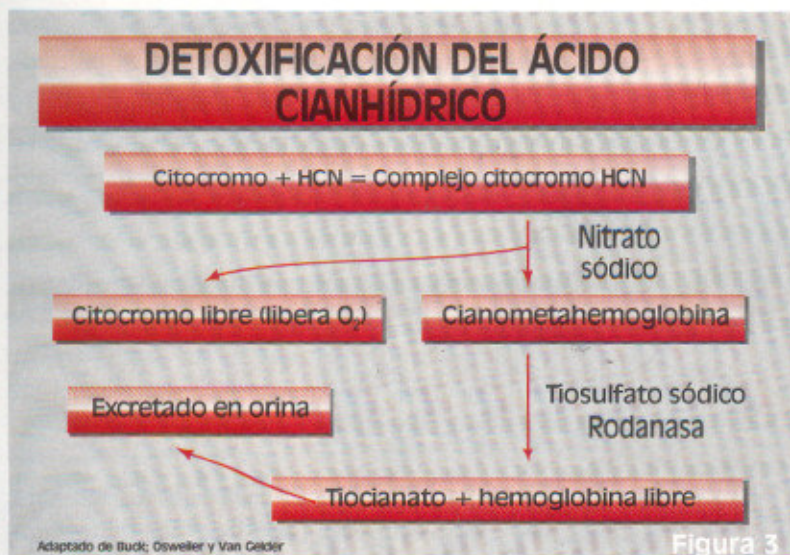 DETOXIFICACIÓN DEL ÁCIDO
CIANHÍDRICO
Citocromo + HCN = Complejo citocromo HCN
Nitrato
sódico
Citocromo libre (libera O₂)
Cianometahemoglobina
Tiosulfato sódico
Rodanasa
Excretado en orina
Tiocianato + hemoglobina libre
Adaptado de Buck; Osweiler y Van Gelder
Figura 3